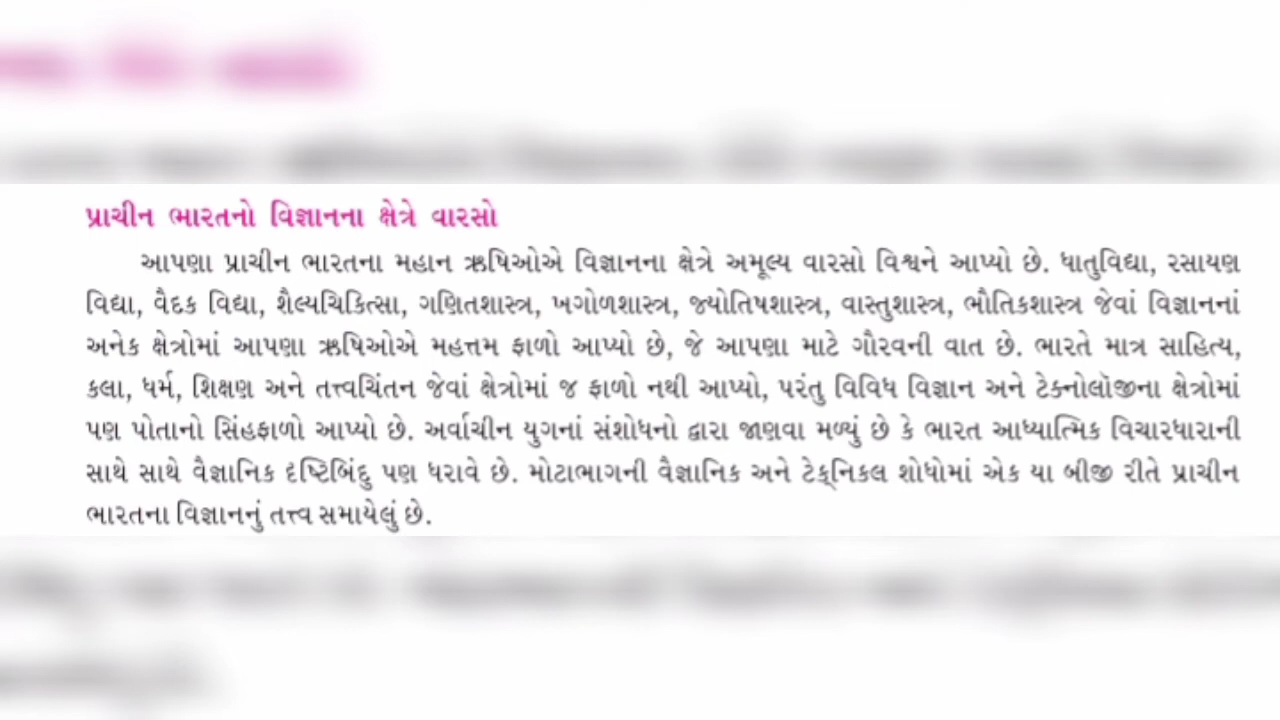 પ્રાચીન ભારતનો વિજ્ઞાનના ક્ષેત્રે વારસો
આપણા પ્રાચીન ભારતના મહાન ઋષિઓએ વિજ્ઞાનના ક્ષેત્રે અમૂલ્ય વારસો વિશ્વને આપ્યો છે. ધાતુવિદ્યા, રસાયણ
વિદ્યા, વૈદક વિદ્યા, શૈલ્યચિકિત્સા, ગણિતશાસ્ત્ર, ખગોળશાસ્ત્ર, જ્યોતિષશાસ્ત્ર, વાસ્તુશાસ્ત્ર, ભૌતિકશાસ્ત્ર જેવાં વિજ્ઞાનનાં
અનેક ક્ષેત્રોમાં આપણા ઋષિઓએ મહત્તમ ફાળો આપ્યો છે, જે આપણા માટે ગૌરવની વાત છે. ભારતે માત્ર સાહિત્ય,
કલા, ધર્મ, શિક્ષણ અને તત્ત્વચિંતન જેવાં ક્ષેત્રોમાં જ ફાળો નથી આપ્યો, પરંતુ વિવિધ વિજ્ઞાન અને ટેક્નોલૉજીના ક્ષેત્રોમાં
પણ પોતાનો સિંહફાળો આપ્યો છે. અર્વાચીન યુગનાં સંશોધનો દ્વારા જાણવા મળ્યું છે કે ભારત આધ્યાત્મિક વિચારધારાની
સાથે સાથે વૈજ્ઞાનિક દૃષ્ટિબિંદુ પણ ધરાવે છે. મોટાભાગની વૈજ્ઞાનિક અને ટેક્‌નિકલ શોધોમાં એક યા બીજી રીતે પ્રાચીન
ભારતના વિજ્ઞાનનું તત્ત્વ સમાયેલું છે.